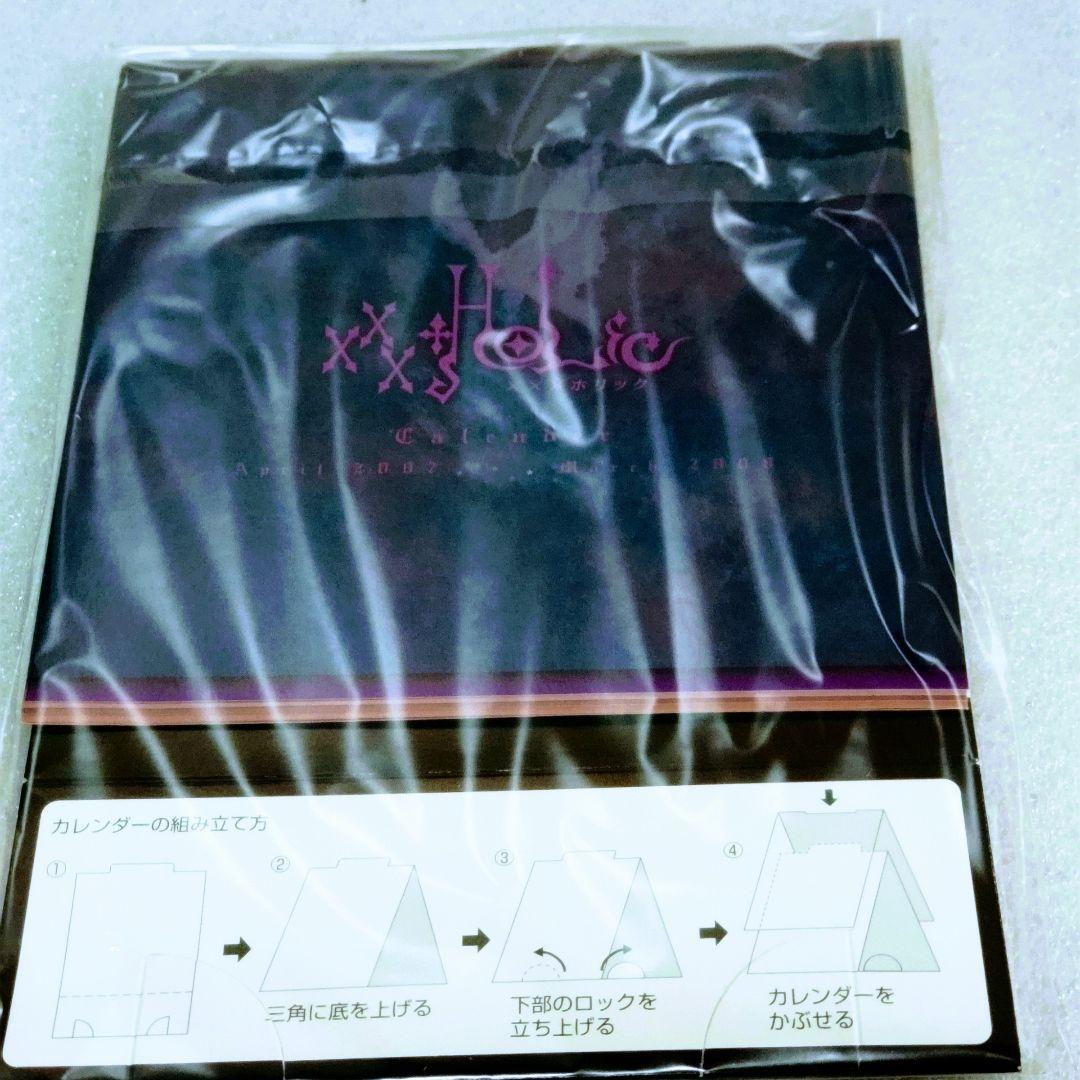 ×××HOLiC
×××ホリック
Calendar
April 2007 . . . . March 2008
カレンダーの組み立て方
①
②
③
④
三角に底を上げる
下部のロックを
立ち上げる
カレンダーを
かぶせる